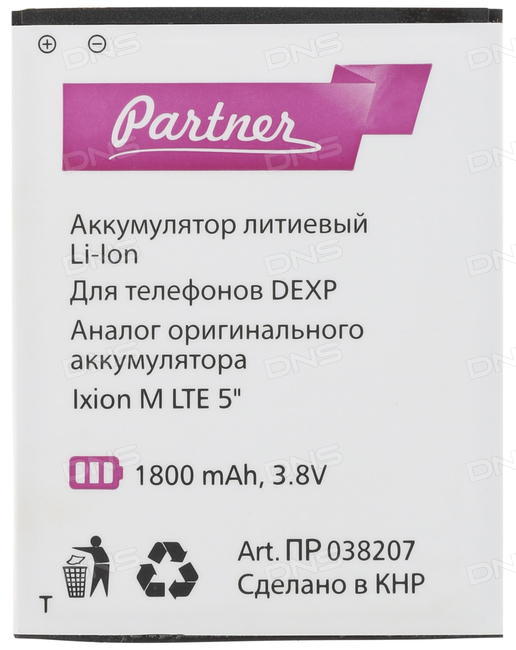 Partner
Аккумулятор литиевый
Li-Ion
Для телефонов DEXP
Аналог оригинального
аккумулятора
Ixion M LTE 5"
1800 mAh, 3.8V
Art. ПР 038207
Сделано в КНР
T
DNS